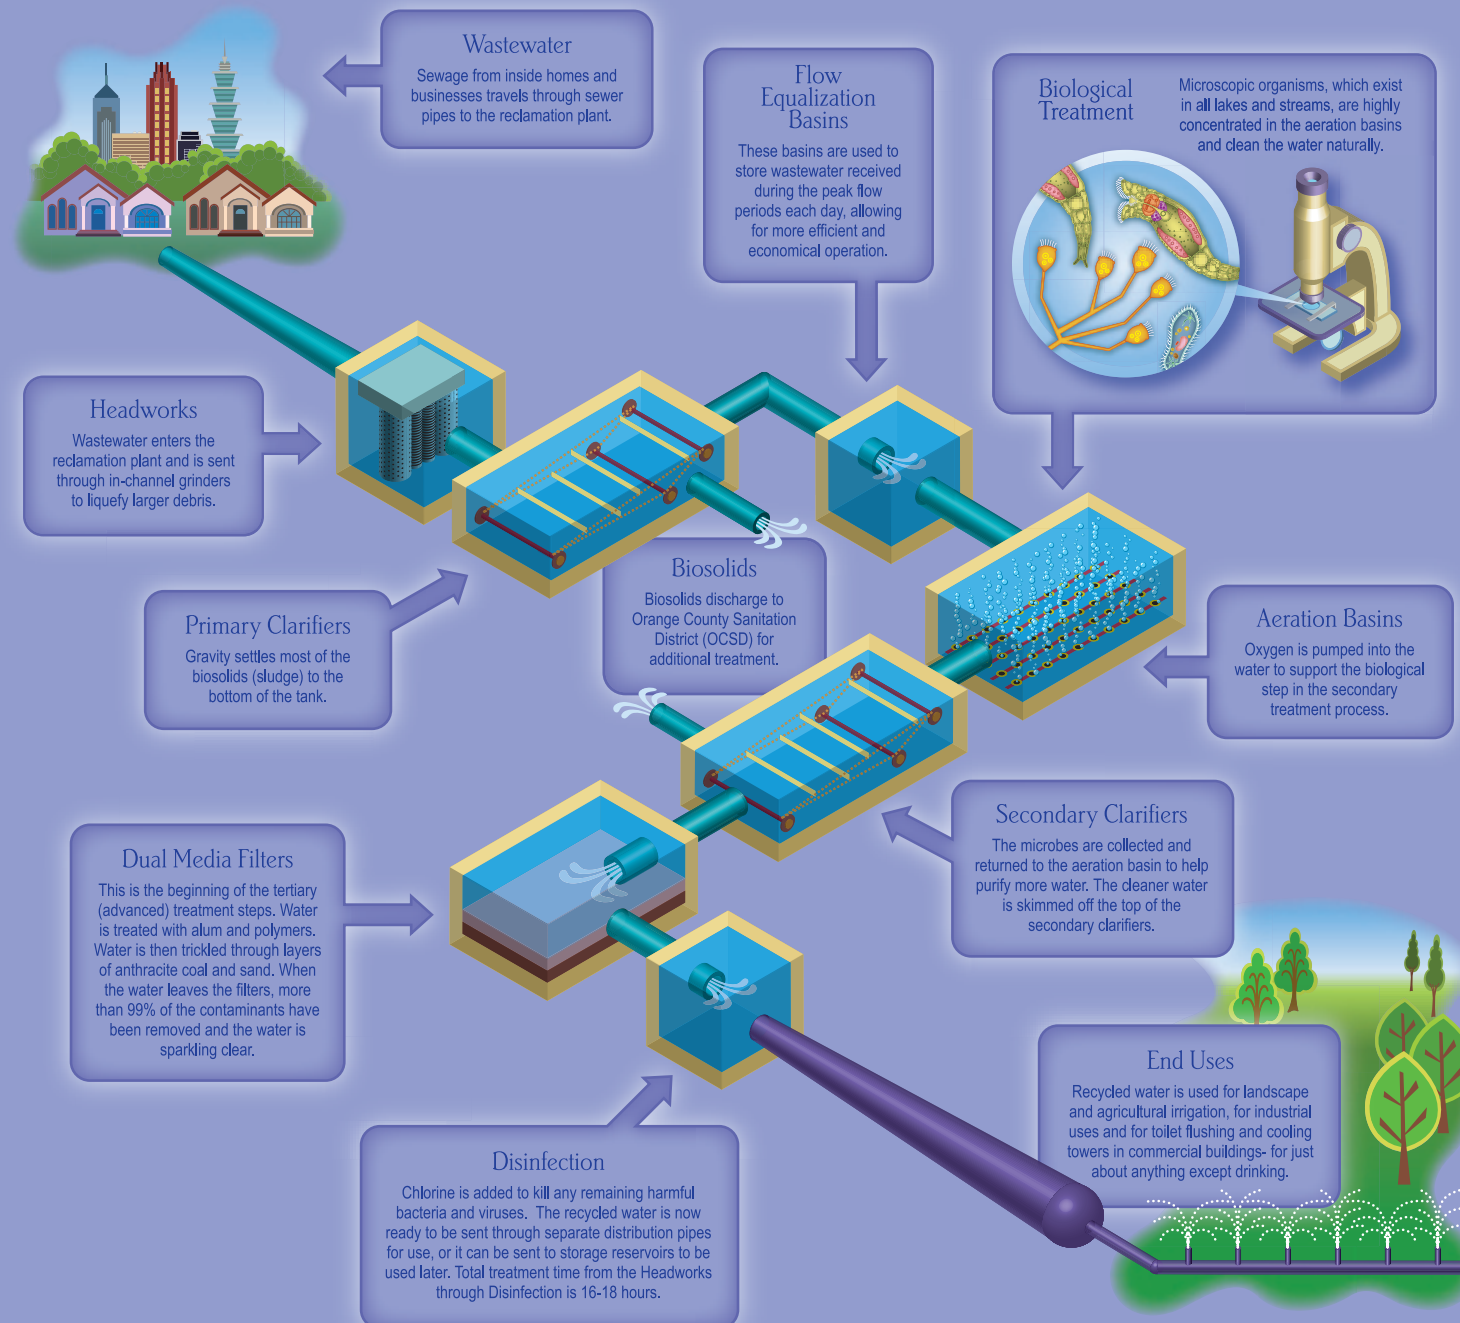 Wastewater
Sewage from inside homes and
businesses travels through sewer
pipes to the reclamation plant.
Flow
Equalization
Basins
These basins are used to
store wastewater received
during the peak flow
periods each day, allowing
for more efficient and
economical operation.
Biological
Treatment
Microscopic organisms, which exist
in all lakes and streams, are highly
concentrated in the aeration basins
and clean the water naturally.
Headworks
Wastewater enters the
reclamation plant and is sent
through in-channel grinders
to liquefy larger debris.
Primary Clarifiers
Gravity settles most of the
biosolids (sludge) to the
bottom of the tank.
Biosolids
Biosolids discharge to
Orange County Sanitation
District (OCSD) for
additional treatment.
Aeration Basins
Oxygen is pumped into the
water to support the biological
step in the secondary
treatment process.
Secondary Clarifiers
The microbes are collected and
returned to the aeration basin to help
purify more water. The cleaner water
is skimmed off the top of the
secondary clarifiers.
Dual Media Filters
This is the beginning of the tertiary
(advanced) treatment steps. Water
is treated with alum and polymers.
Water is then trickled through layers
of anthracite coal and sand. When
the water leaves the filters, more
than 99% of the contaminants have
been removed and the water is
sparkling clear.
End Uses
Recycled water is used for landscape
and agricultural irrigation, for industrial
uses and for toilet flushing and cooling
towers in commercial buildings- for just
about anything except drinking.
Disinfection
Chlorine is added to kill any remaining harmful
bacteria and viruses. The recycled water is now
ready to be sent through separate distribution pipes
for use, or it can be sent to storage reservoirs to be
used later. Total treatment time from the Headworks
through Disinfection is 16-18 hours.